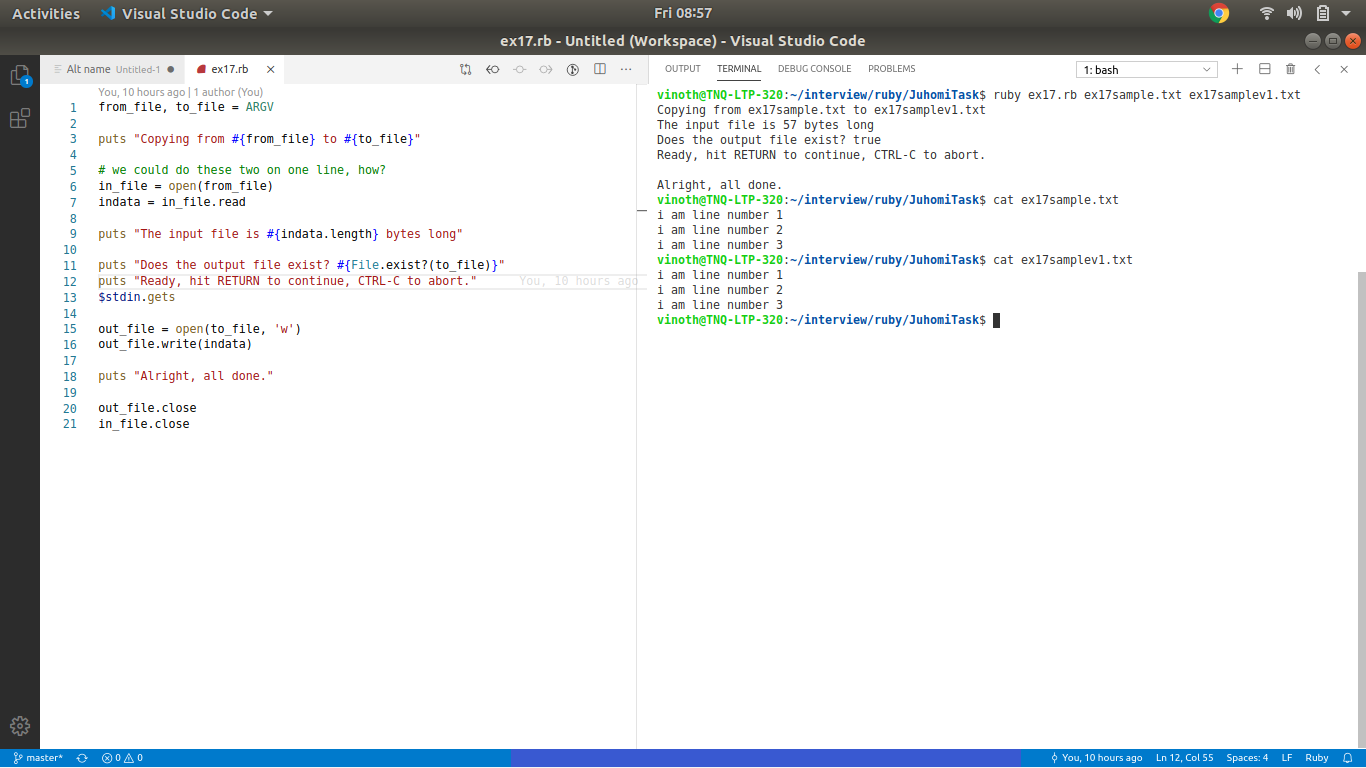 Activities Visual Studio Code Fri 08:57
ex17.rb - Untitled (Workspace) - Visual Studio Code
1
Alt name Untitled-1 ex17.rb
You, 10 hours ago | 1 author (You)
1 from_file, to_file = ARGV
2
3 puts "Copying from #{from_file} to #{to_file}"
4
5 # we could do these two on one line, how?
6 in_file = open(from_file)
7 indata = in_file.read
8
9 puts "The input file is #{indata.length} bytes long"
10
11 puts "Does the output file exist? #{File.exist?(to_file)}"
12 puts "Ready, hit RETURN to continue, CTRL-C to abort." You, 10 hours ago
13 $stdin.gets
14
15 out_file = open(to_file, 'w')
16 out_file.write(indata)
17
18 puts "Alright, all done."
19
20 out_file.close
21 in_file.close
OUTPUT TERMINAL DEBUG CONSOLE PROBLEMS 1: bash
vinoth@TNQ-LTP-320:~/interview/ruby/JuhomiTask$ ruby ex17.rb ex17sample.txt ex17samplev1.txt
Copying from ex17sample.txt to ex17samplev1.txt
The input file is 57 bytes long
Does the output file exist? true
Ready, hit RETURN to continue, CTRL-C to abort.
Alright, all done.
vinoth@TNQ-LTP-320:~/interview/ruby/JuhomiTask$ cat ex17sample.txt
i am line number 1
i am line number 2
i am line number 3
vinoth@TNQ-LTP-320:~/interview/ruby/JuhomiTask$ cat ex17samplev1.txt
i am line number 1
i am line number 2
i am line number 3
vinoth@TNQ-LTP-320:~/interview/ruby/JuhomiTask$
master* 0 0 You, 10 hours ago Ln 12, Col 55 Spaces: 4 LF Ruby